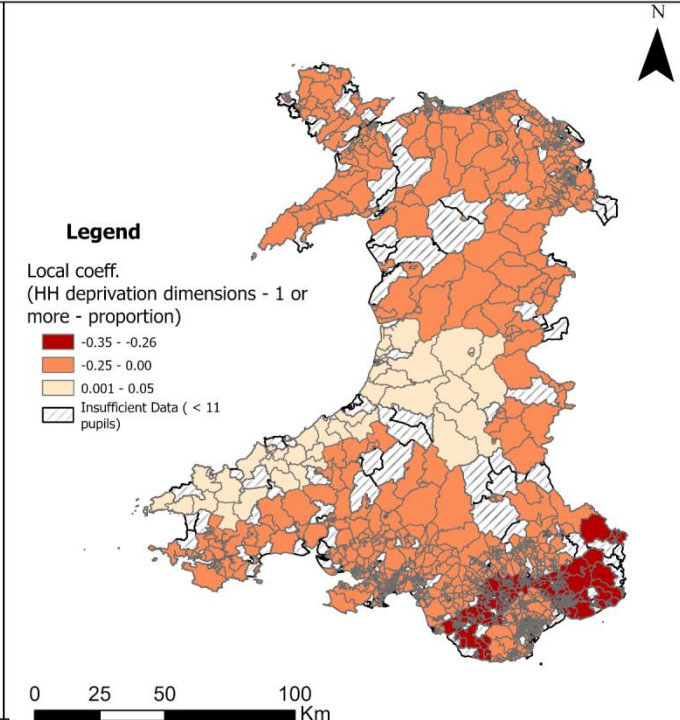 N
Legend
Local coeff.
(HH deprivation dimensions - 1 or
more - proportion)
-0.35 - -0.26
-0.25 - 0.00
0.001 - 0.05
Insufficient Data ( < 11
pupils)
0 25 50 100
Km